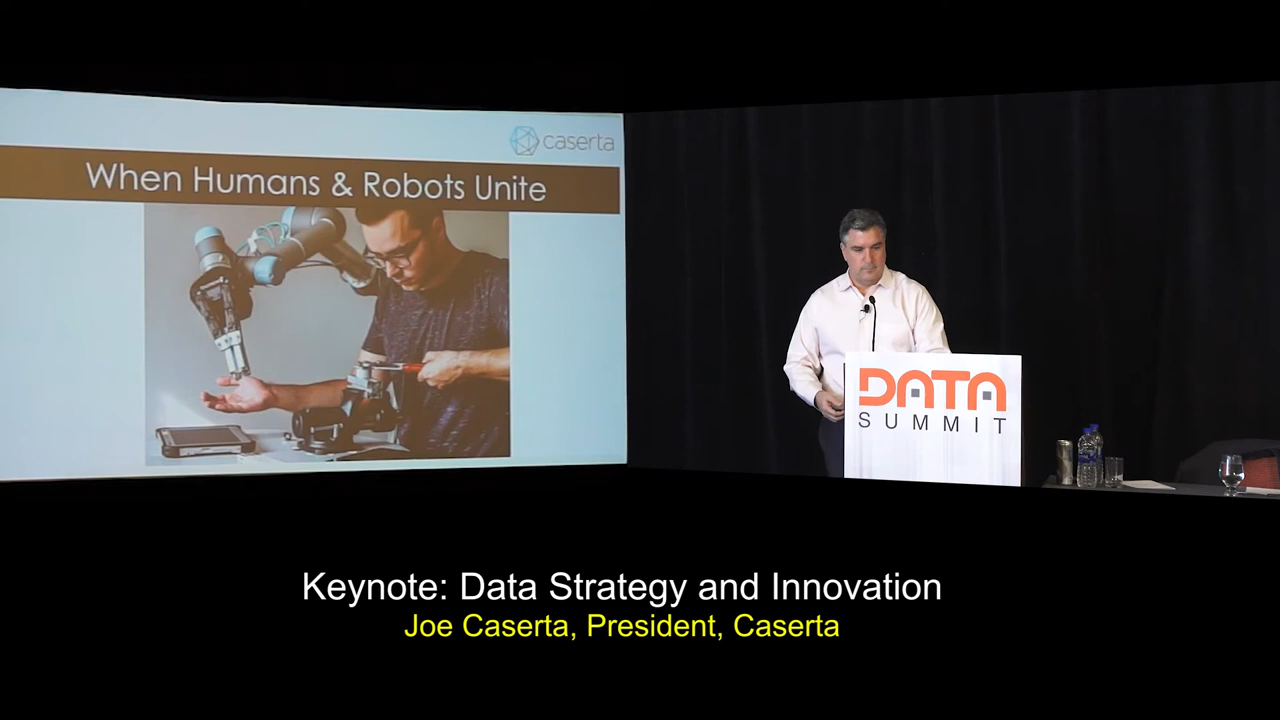 caserta
When Humans & Robots Unite
DATA
SUMMIT
Keynote: Data Strategy and Innovation
Joe Caserta, President, Caserta